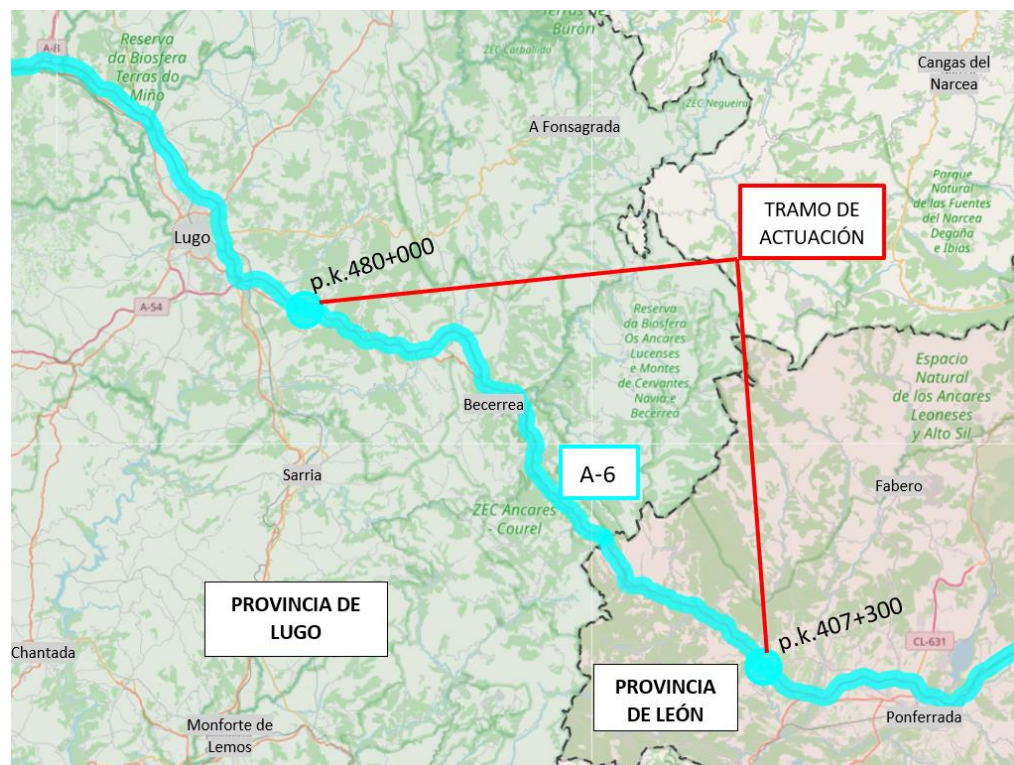 Terras de
Burón
A-8
Reserva
da Biosfera
Terras do
Miño
ZEC Carballido
Cangas del
Narcea
ZEC Negueira
A Fonsagrada
Parque
Natural
de las Fuentes
del Narcea
Degaña
e Ibias
TRAMO DE
ACTUACIÓN
Lugo
p.k.480+000
A-54
Reserva
da Biosfera
Os Ancares
Lucenses
e Montes
de Cervantes
Navia e
Becerreá
Espacio
Natural
de los Ancares
Leoneses
y Alto Sil
Becerrea
A-6
Sarria
Fabero
ZEC Ancares
- Courel
PROVINCIA DE
LUGO
p.k.407+300
CL-631
Chantada
PROVINCIA
DE LEÓN
Ponferrada
Monforte de
Lemos